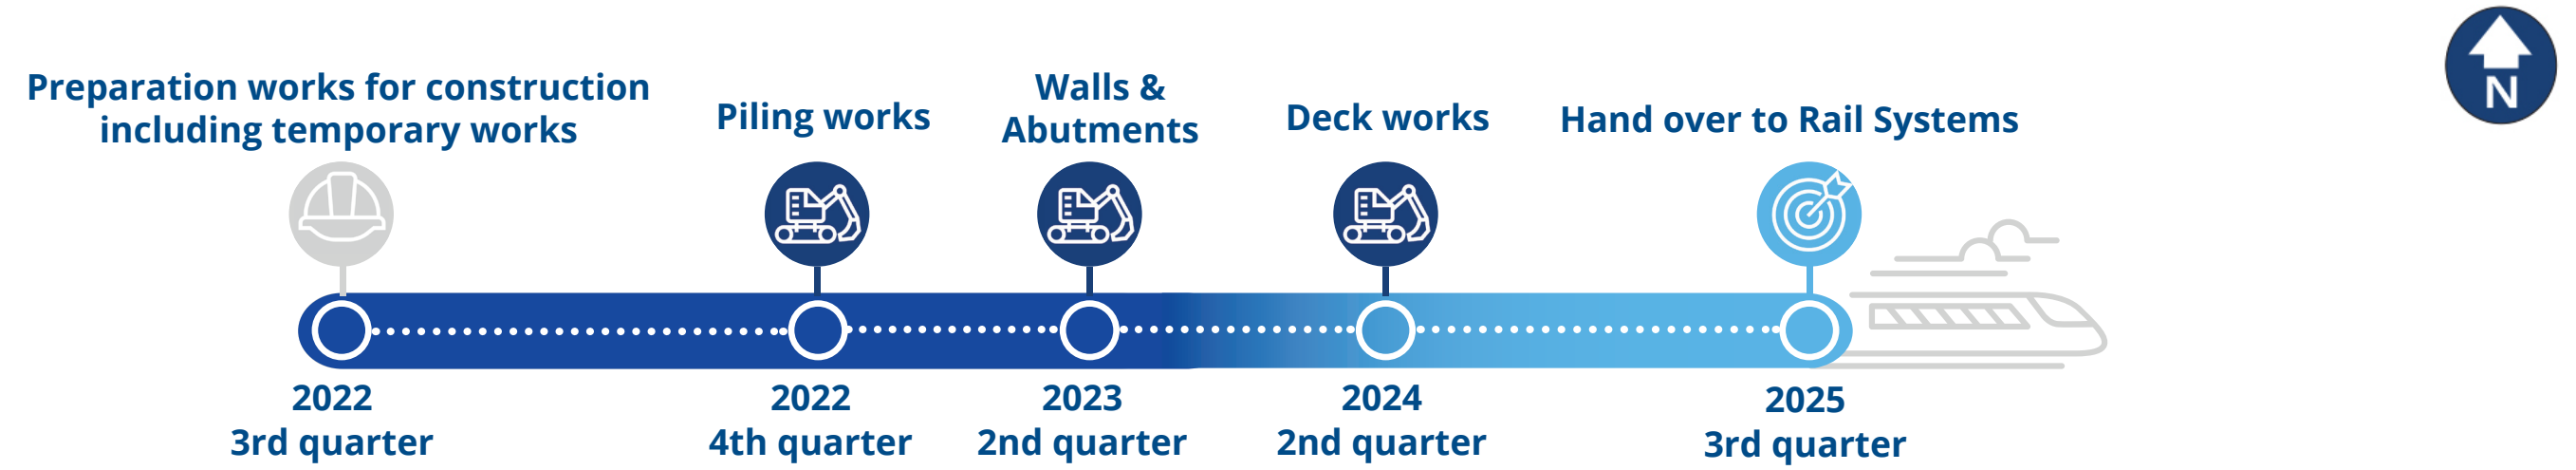 Preparation works for construction
including temporary works
Piling works
Walls &
Abutments
Deck works
Hand over to Rail Systems
N
2022
3rd quarter
2022
4th quarter
2023
2nd quarter
2024
2nd quarter
2025
3rd quarter